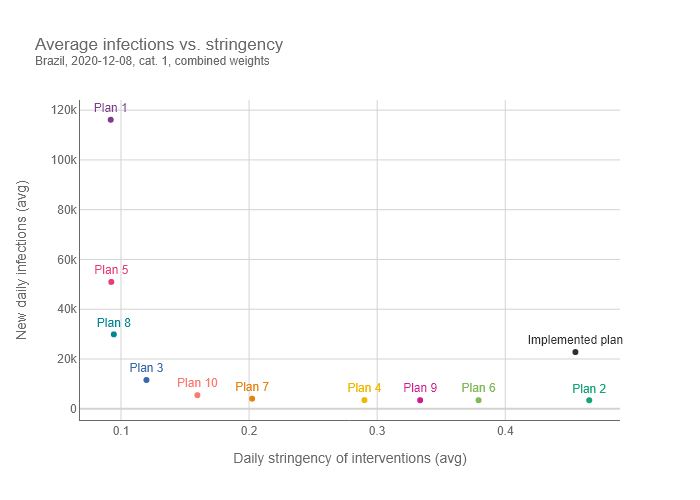 Average infections vs. stringency
Brazil, 2020-12-08, cat. 1, combined weights
New daily infections (avg)
120k
100k
80k
60k
40k
20k
0
Plan 1
Plan 5
Plan 8
Plan 3
Plan 10
Plan 7
Plan 4
Plan 9
Plan 6
Plan 2
Implemented plan
0.1
0.2
0.3
0.4
Daily stringency of interventions (avg)